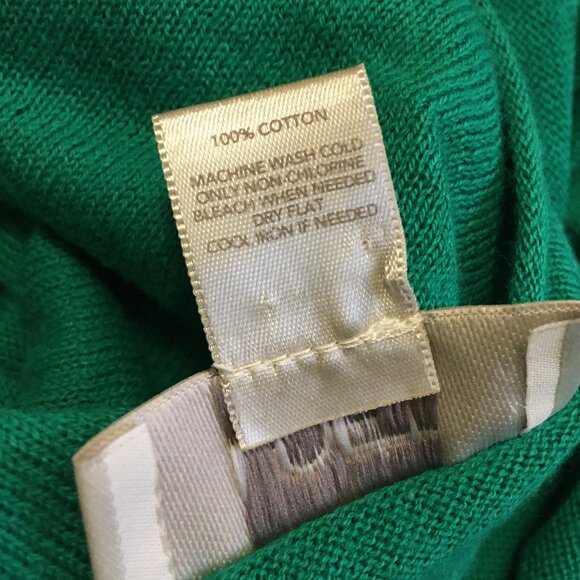 100% COTTON
MACHINE WASH COLD
ONLY NON-CHLORINE
BLEACH WHEN NEEDED
DRY FLAT
COOL IRON IF NEEDED